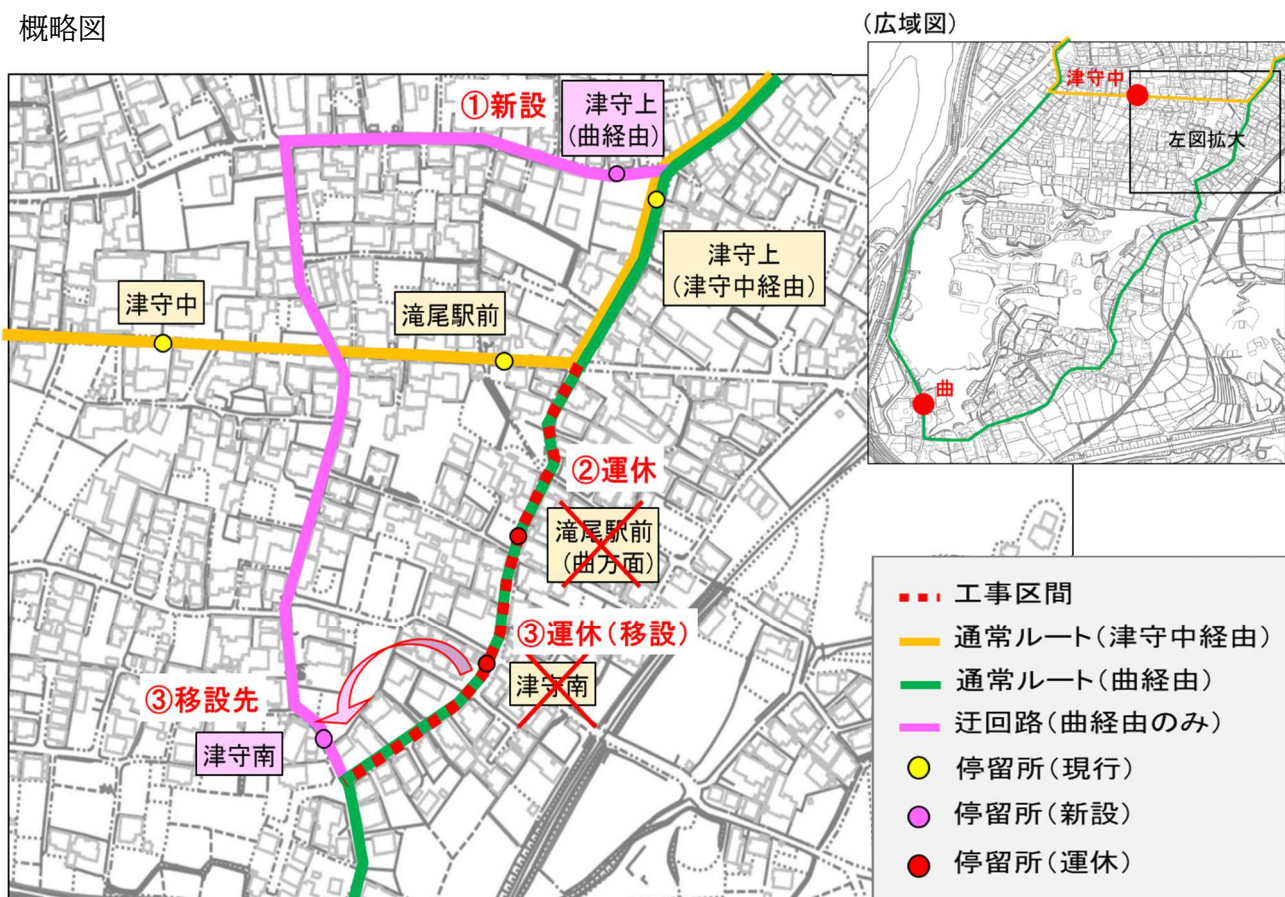 概略図
(広域図)
津守中
左図拡大
曲
①新設
津守上
(曲経由)
津守上
(津守中経由)
津守中
滝尾駅前
②運休
滝尾駅前
(曲方面)
③運休(移設)
津守南
③移設先
津守南
工事区間
通常ルート(津守中経由)
通常ルート(曲経由)
迂回路(曲経由のみ)
停留所(現行)
停留所(新設)
停留所(運休)